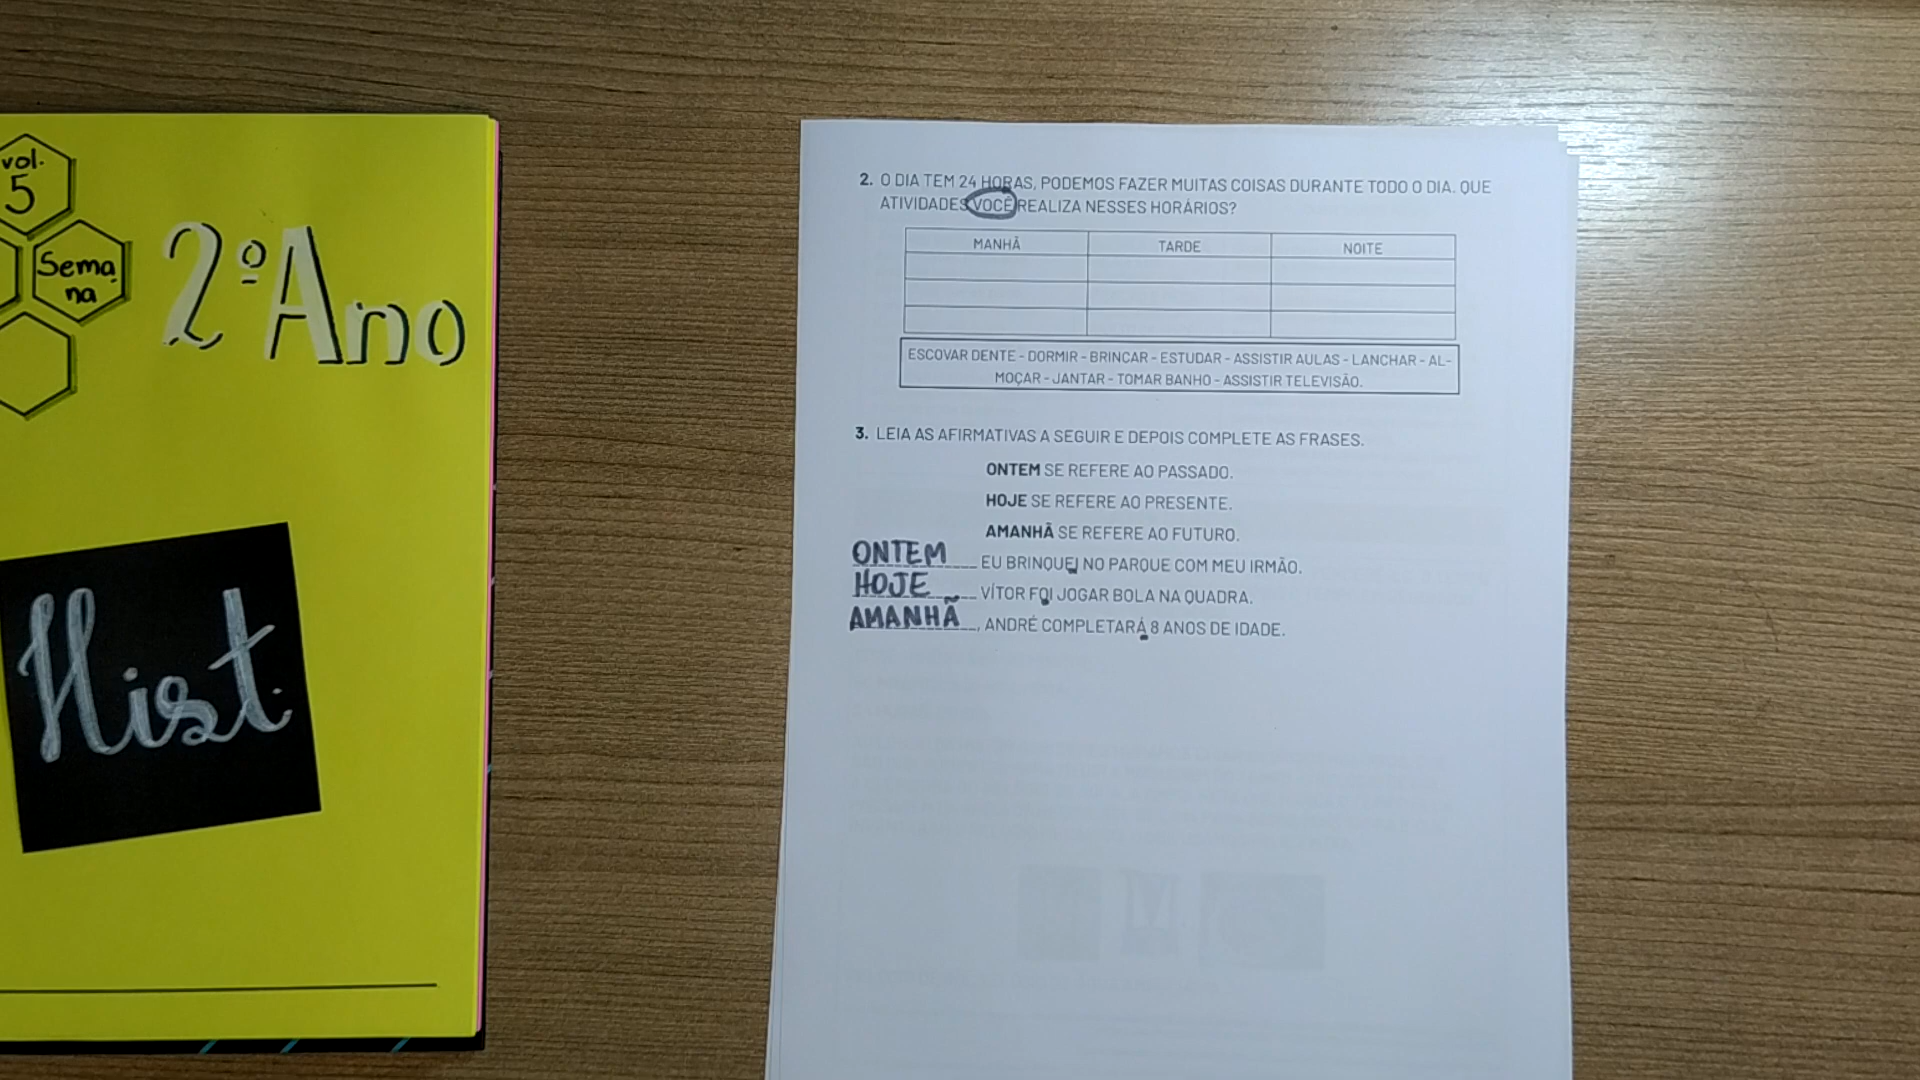 vol.
5
Sema
na
2º Ano
Hist.
2. O DIA TEM 24 HORAS, PODEMOS FAZER MUITAS COISAS DURANTE TODO O DIA. QUE
ATIVIDADES VOCÊ REALIZA NESSES HORÁRIOS?
MANHÃ TARDE NOITE
ESCOVAR DENTE - DORMIR - BRINCAR - ESTUDAR - ASSISTIR AULAS - LANCHAR - AL-
MOÇAR - JANTAR - TOMAR BANHO - ASSISTIR TELEVISÃO.
3. LEIA AS AFIRMATIVAS A SEGUIR E DEPOIS COMPLETE AS FRASES.
ONTEM SE REFERE AO PASSADO.
HOJE SE REFERE AO PRESENTE.
AMANHÃ SE REFERE AO FUTURO.
ONTEM EU BRINQUEI NO PARQUE COM MEU IRMÃO.
HOJE VÍTOR FOI JOGAR BOLA NA QUADRA.
AMANHÃ, ANDRÉ COMPLETARÁ 8 ANOS DE IDADE.